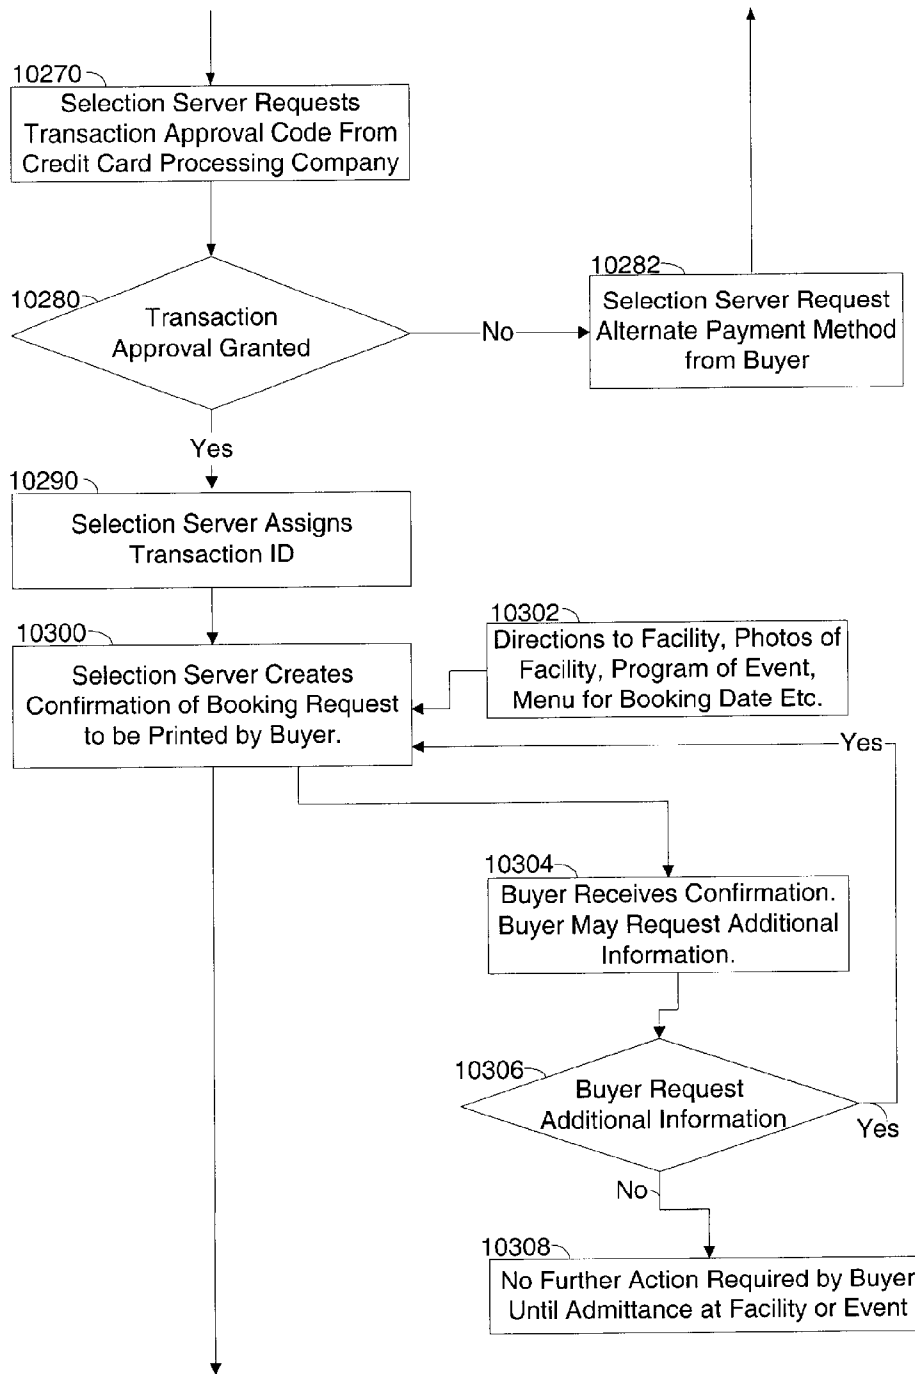 10270
Selection Server Requests
Transaction Approval Code From
Credit Card Processing Company
10280
Transaction
Approval Granted
No
10282
Selection Server Request
Alternate Payment Method
from Buyer
Yes
10290
Selection Server Assigns
Transaction ID
10300
Selection Server Creates
Confirmation of Booking Request
to be Printed by Buyer.
10302
Directions to Facility, Photos of
Facility, Program of Event,
Menu for Booking Date Etc.
Yes
10304
Buyer Receives Confirmation.
Buyer May Request Additional
Information.
10306
Buyer Request
Additional Information
Yes
No
10308
No Further Action Required by Buyer
Until Admittance at Facility or Event